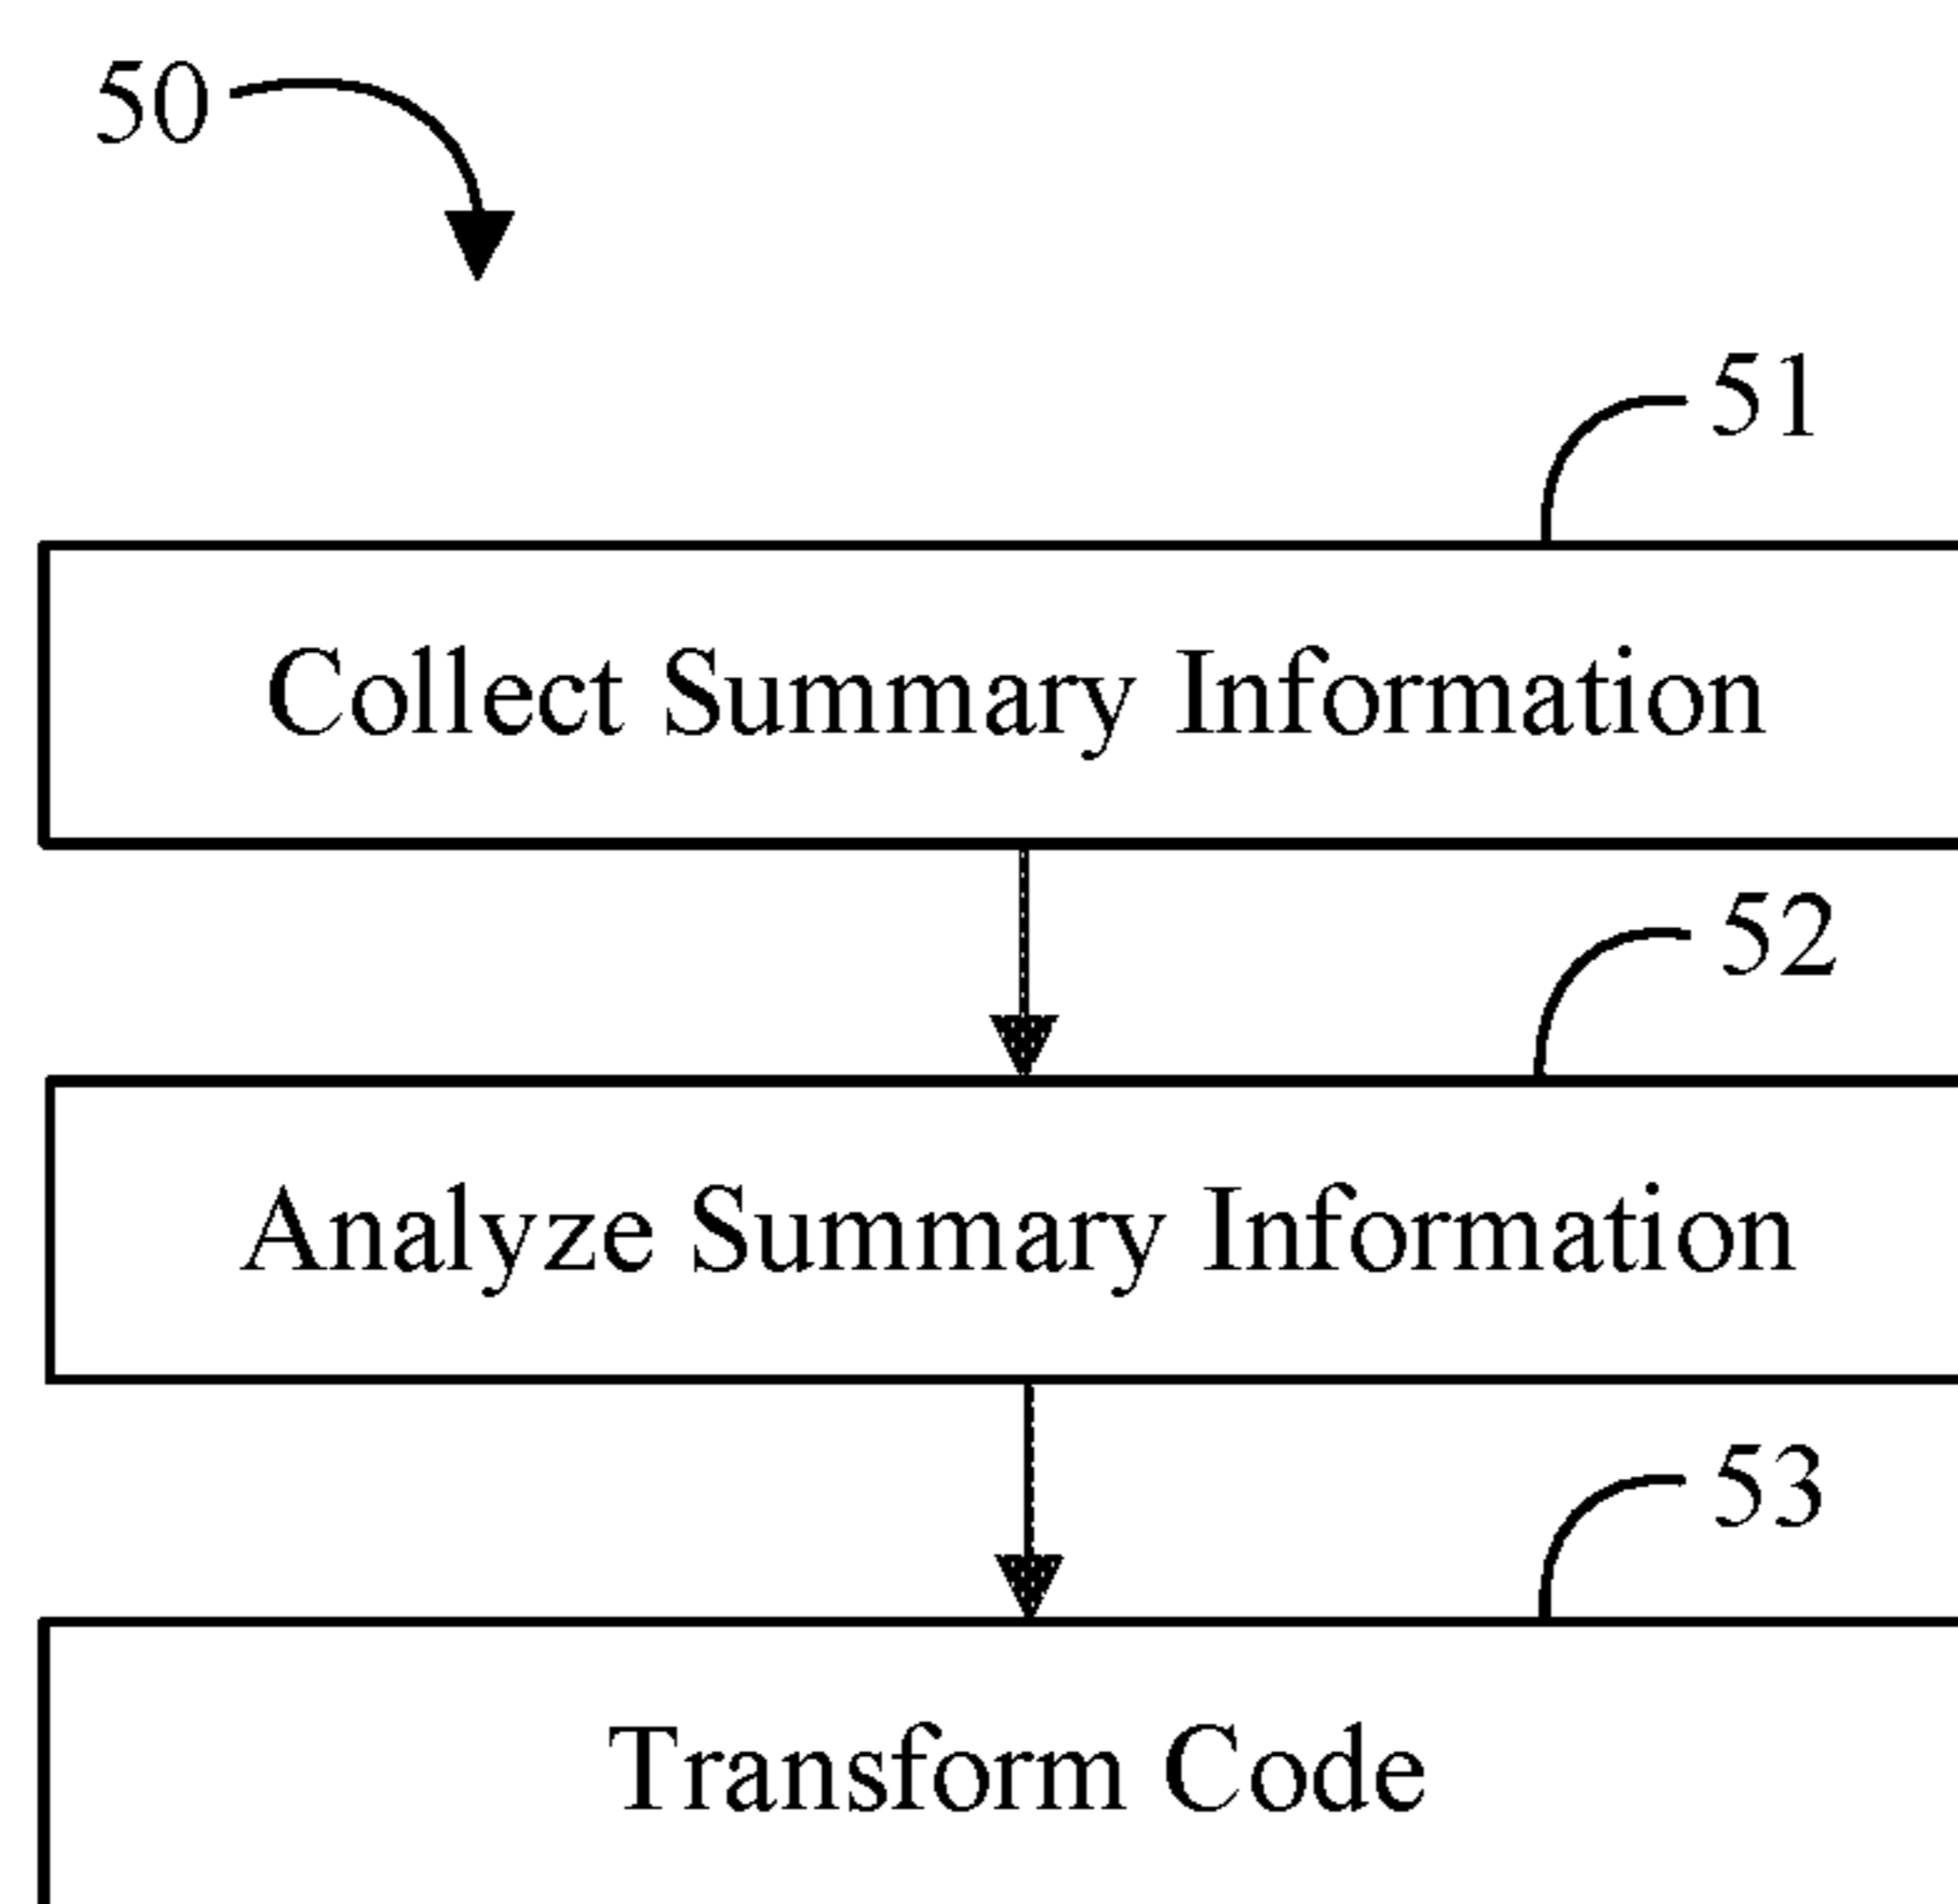 50
51
Collect Summary Information
52
Analyze Summary Information
53
Transform Code